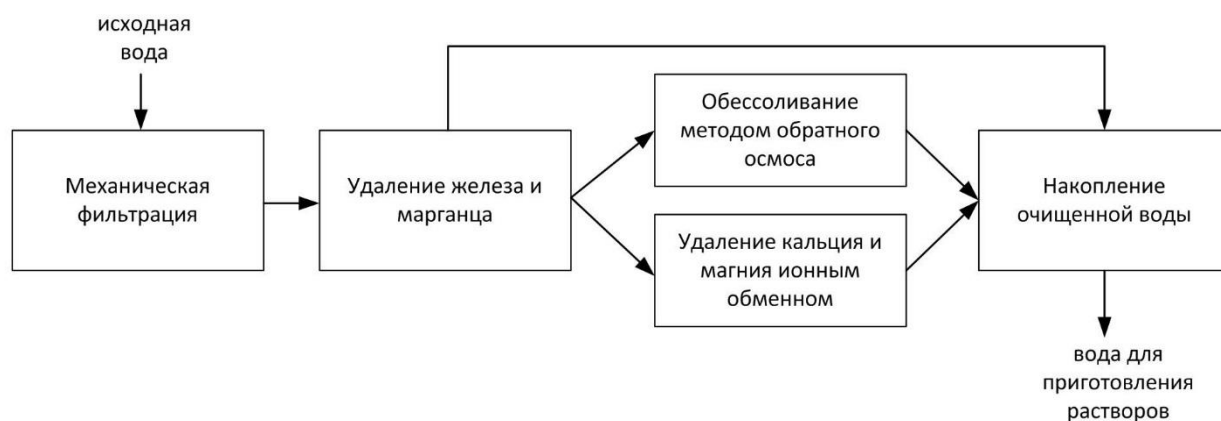 исходная
вода
Механическая
фильтрация
Удаление железа и
марганца
Обессоливание
методом обратного
осмоса
Удаление кальция и
магния ионным
обменном
Накопление
очищенной воды
вода для
приготовления
растворов